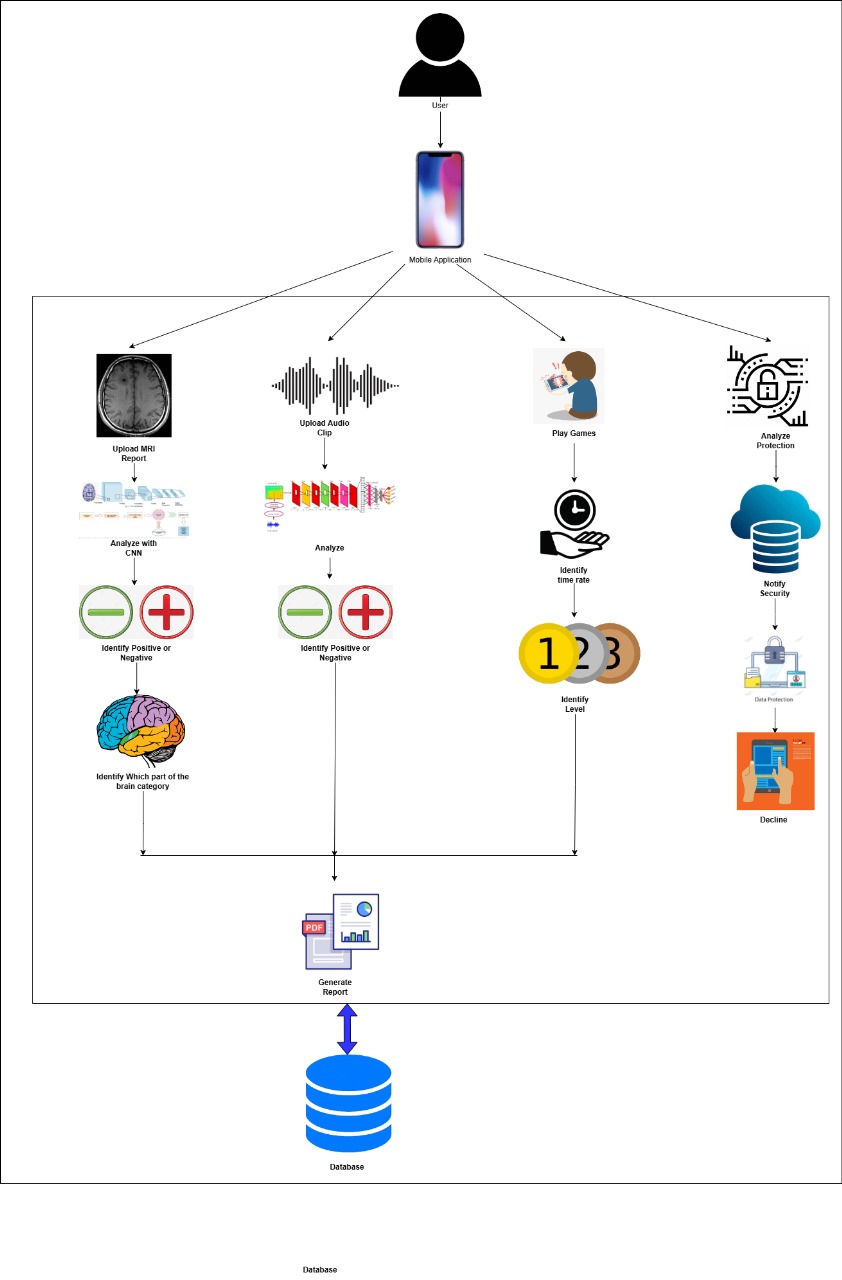 User
Mobile Application
Upload MRI
Report
Analyze with
CNN
Identify Positive or
Negative
Identify Which part of the
brain category
Upload Audio
Clip
Analyze
Identify Positive or
Negative
Play Games
Identify
time rate
1 2 3
Identify
Level
Analyze
Protection
Notify
Security
Data Protection
Decline
PDF
Generate
Report
Database
Database